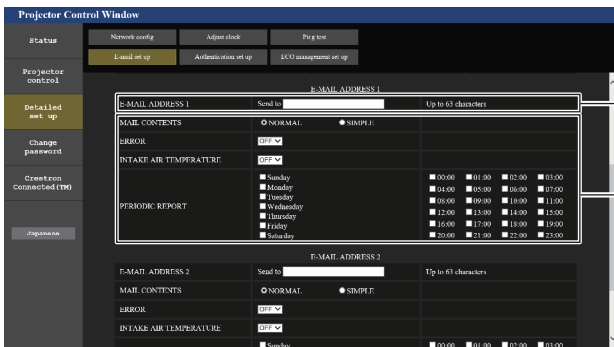 Projector Control Window
Status
Network config
Adjust clock
Ping test
E-mail set up
Authentication set up
ECO management set up
Projector control
Detailed set up
Change password
Crestron Connected(TM)
Japanese
E-MAIL ADDRESS 1
E-MAIL ADDRESS 1 Send to Up to 63 characters
MAIL CONTENTS NORMAL SIMPLE
ERROR OFF
INTAKE AIR TEMPERATURE OFF
PERIODIC REPORT
Sunday 00:00 01:00 02:00 03:00
Monday 04:00 05:00 06:00 07:00
Tuesday 08:00 09:00 10:00 11:00
Wednesday 12:00 13:00 14:00 15:00
Thursday 16:00 17:00 18:00 19:00
Friday 20:00 21:00 22:00 23:00
Saturday
E-MAIL ADDRESS 2
E-MAIL ADDRESS 2 Send to Up to 63 characters
MAIL CONTENTS NORMAL SIMPLE
ERROR OFF
INTAKE AIR TEMPERATURE OFF
Sunday 00:00 01:00 02:00 03:00